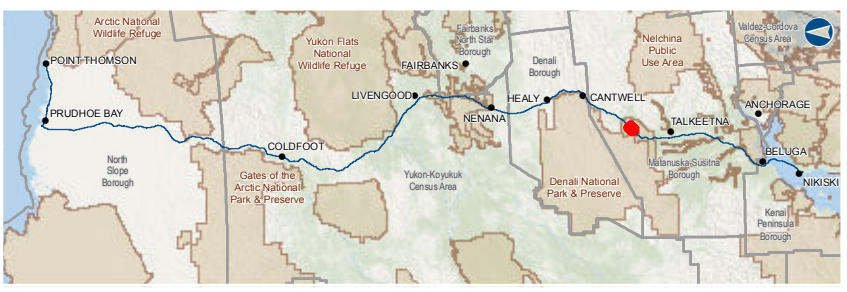 Arctic National
Wildlife Refuge
POINT THOMSON
PRUDHOE BAY
North
Slope
Borough
COLDFOOT
Gates of the
Arctic National
Park & Preserve
Yukon Flats
National
Wildlife Refuge
LIVENGOOD
FAIRBANKS
Fairbanks
North Star
Borough
NENANA
Yukon-Koyukuk
Census Area
Denali
Borough
HEALY
CANTWELL
Denali National
Park & Preserve
Nelchina
Public
Use Area
TALKEETNA
Matanuska-Susitna
Borough
Valdez-Cordova
Census Area
ANCHORAGE
BELUGA
NIKISKI
Kenai
Peninsula
Borough